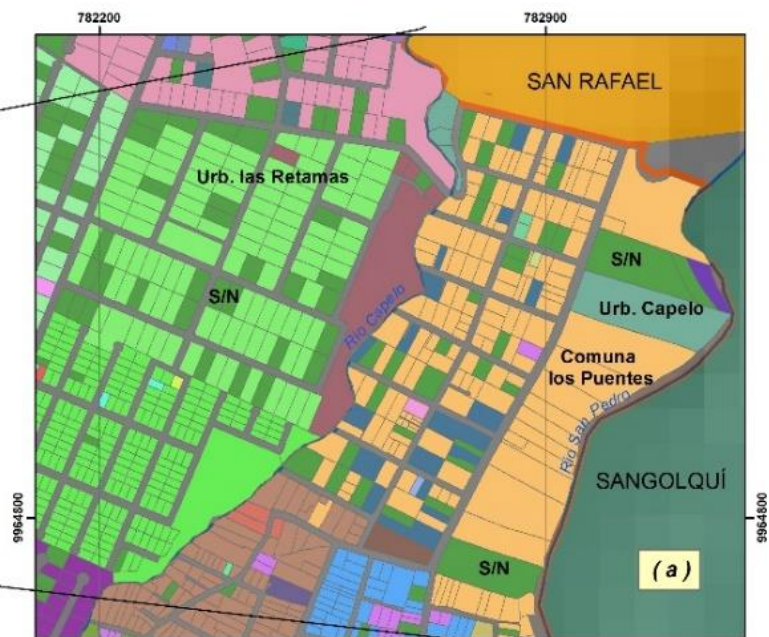 782200
782900
SAN RAFAEL
Urb. las Retamas
S/N
S/N
Río Capelo
Urb. Capelo
Comuna
los Puentes
Río San Pedro
SANGOLQUÍ
9964800
9964800
S/N
(a)